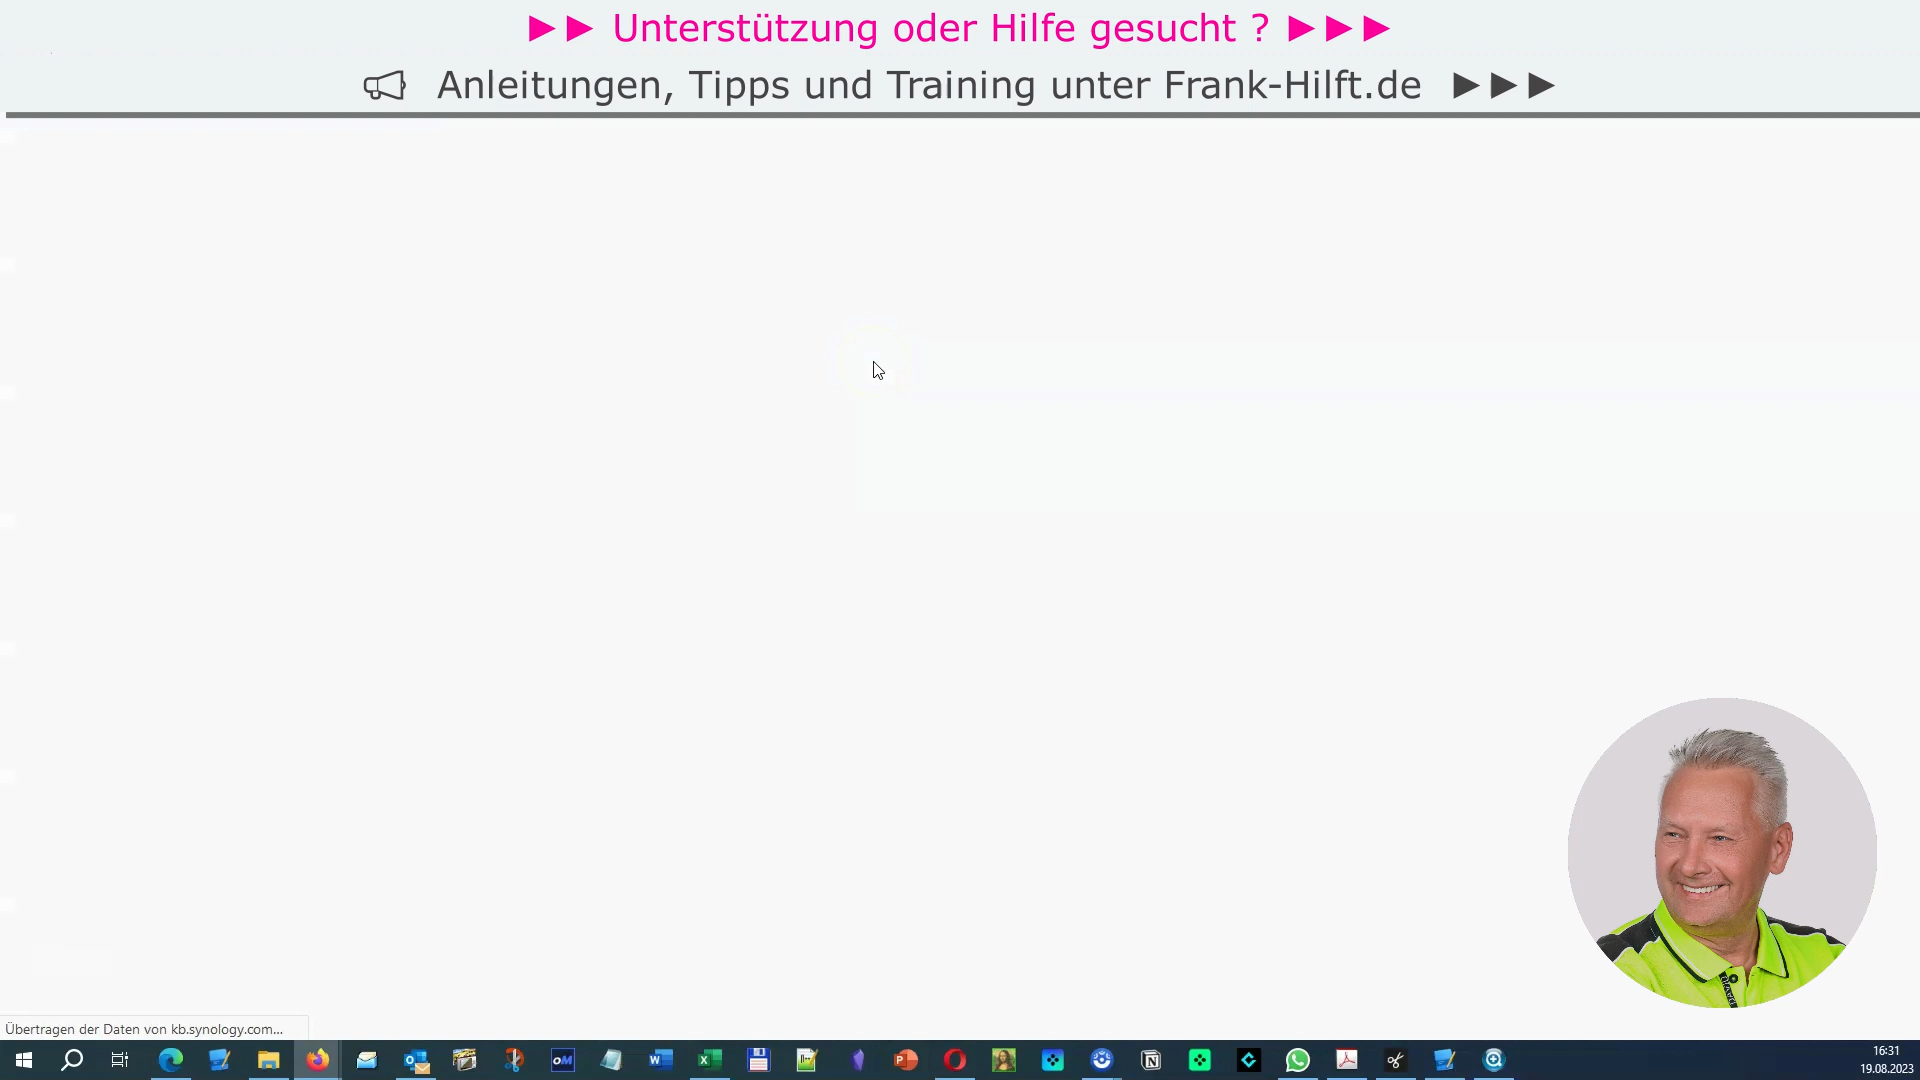 ►► Unterstützung oder Hilfe gesucht ? ►►►
Anleitungen, Tipps und Training unter Frank-Hilft.de ►►►
Übertragen der Daten von kb.synology.com...
16:31
19.08.2023